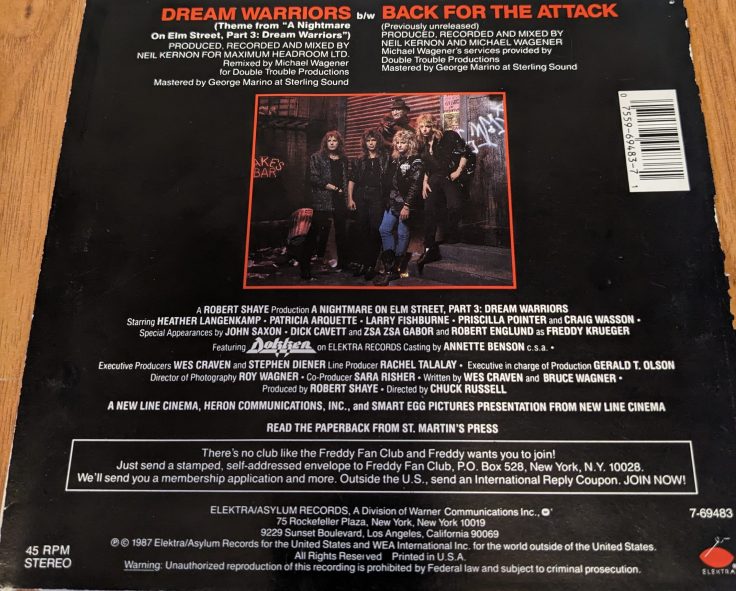 DREAM WARRIORS b/w BACK FOR THE ATTACK
(Theme from "A Nightmare
On Elm Street, Part 3: Dream Warriors")
PRODUCED, RECORDED AND MIXED BY
NEIL KERNON FOR MAXIMUM HEADROOM LTD.
Remixed by Michael Wagener
for Double Trouble Productions
Mastered by George Marino at Sterling Sound
(Previously unreleased)
PRODUCED, RECORDED AND MIXED BY
NEIL KERNON AND MICHAEL WAGENER
Michael Wagener's services provided by
Double Trouble Productions
Mastered by George Marino at Sterling Sound
0 7559-69483-7 1
AKE'S
BAR
A ROBERT SHAYE Production A NIGHTMARE ON ELM STREET, PART 3: DREAM WARRIORS
Starring HEATHER LANGENKAMP • PATRICIA ARQUETTE • LARRY FISHBURNE • PRISCILLA POINTER and CRAIG WASSON •
Special Appearances by JOHN SAXON • DICK CAVETT and ZSA ZSA GABOR and ROBERT ENGLUND as FREDDY KRUEGER
Featuring Dokken on ELEKTRA RECORDS Casting by ANNETTE BENSON c.s.a. •
Executive Producers WES CRAVEN and STEPHEN DIENER Line Producer RACHEL TALALAY • Executive in charge of Production GERALD T. OLSON
Director of Photography ROY WAGNER • Co-Producer SARA RISHER • Written by WES CRAVEN and BRUCE WAGNER •
Produced by ROBERT SHAYE • Directed by CHUCK RUSSELL
A NEW LINE CINEMA, HERON COMMUNICATIONS, INC., and SMART EGG PICTURES PRESENTATION FROM NEW LINE CINEMA
READ THE PAPERBACK FROM ST. MARTIN'S PRESS
There's no club like the Freddy Fan Club and Freddy wants you to join!
Just send a stamped, self-addressed envelope to Freddy Fan Club, P.O. Box 528, New York, N.Y. 10028.
We'll send you a membership application and more. Outside the U.S., send an International Reply Coupon. JOIN NOW!
ELEKTRA/ASYLUM RECORDS, A Division of Warner Communications Inc.,
7-69483
75 Rockefeller Plaza, New York, New York 10019
9229 Sunset Boulevard, Los Angeles, California 90069
℗ © 1987 Elektra/Asylum Records for the United States and WEA International Inc. for the world outside of the United States.
All Rights Reserved Printed in U.S.A.
Warning: Unauthorized reproduction of this recording is prohibited by Federal law and subject to criminal prosecution.
45 RPM
STEREO
ELEKTRA